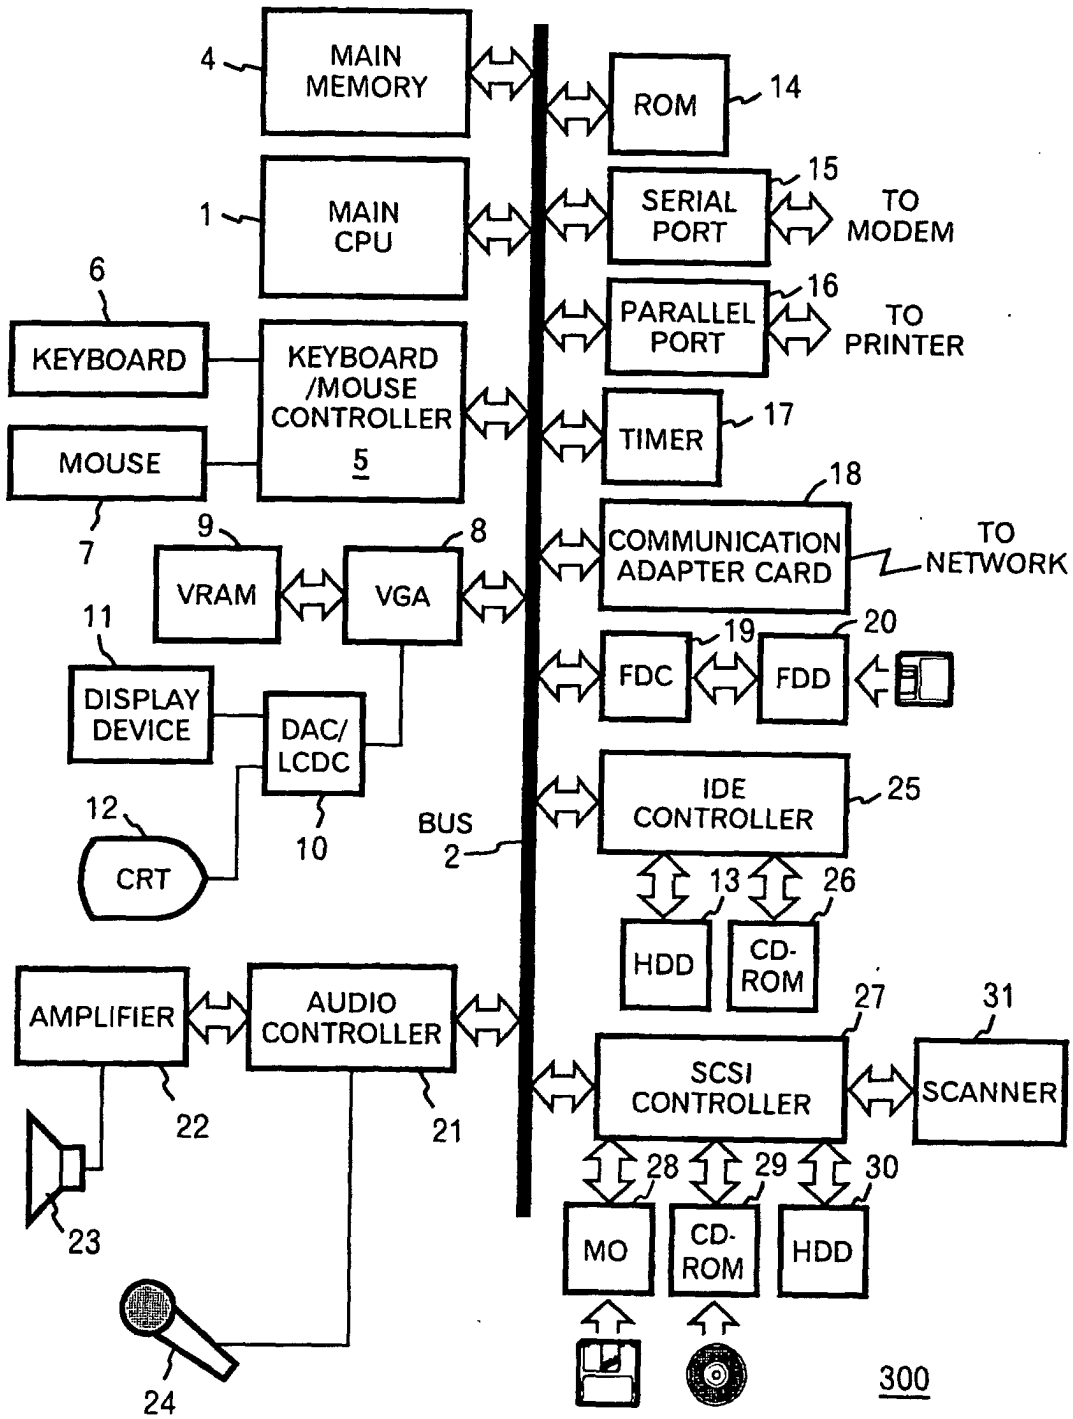 4
MAIN
MEMORY
1
MAIN
CPU
6
KEYBOARD
MOUSE
7
KEYBOARD
/MOUSE
CONTROLLER
5
9
VRAM
8
VGA
11
DISPLAY
DEVICE
DAC/
LCDC
10
12
CRT
BUS
2
AMPLIFIER
22
AUDIO
CONTROLLER
21
23
24
ROM
14
SERIAL
PORT
15
TO
MODEM
PARALLEL
PORT
16
TO
PRINTER
TIMER
17
18
COMMUNICATION
ADAPTER CARD
TO
NETWORK
FDC
19
FDD
20
IDE
CONTROLLER
25
13
HDD
26
CD-
ROM
27
SCSI
CONTROLLER
31
SCANNER
28
MO
29
CD-
ROM
30
HDD
300